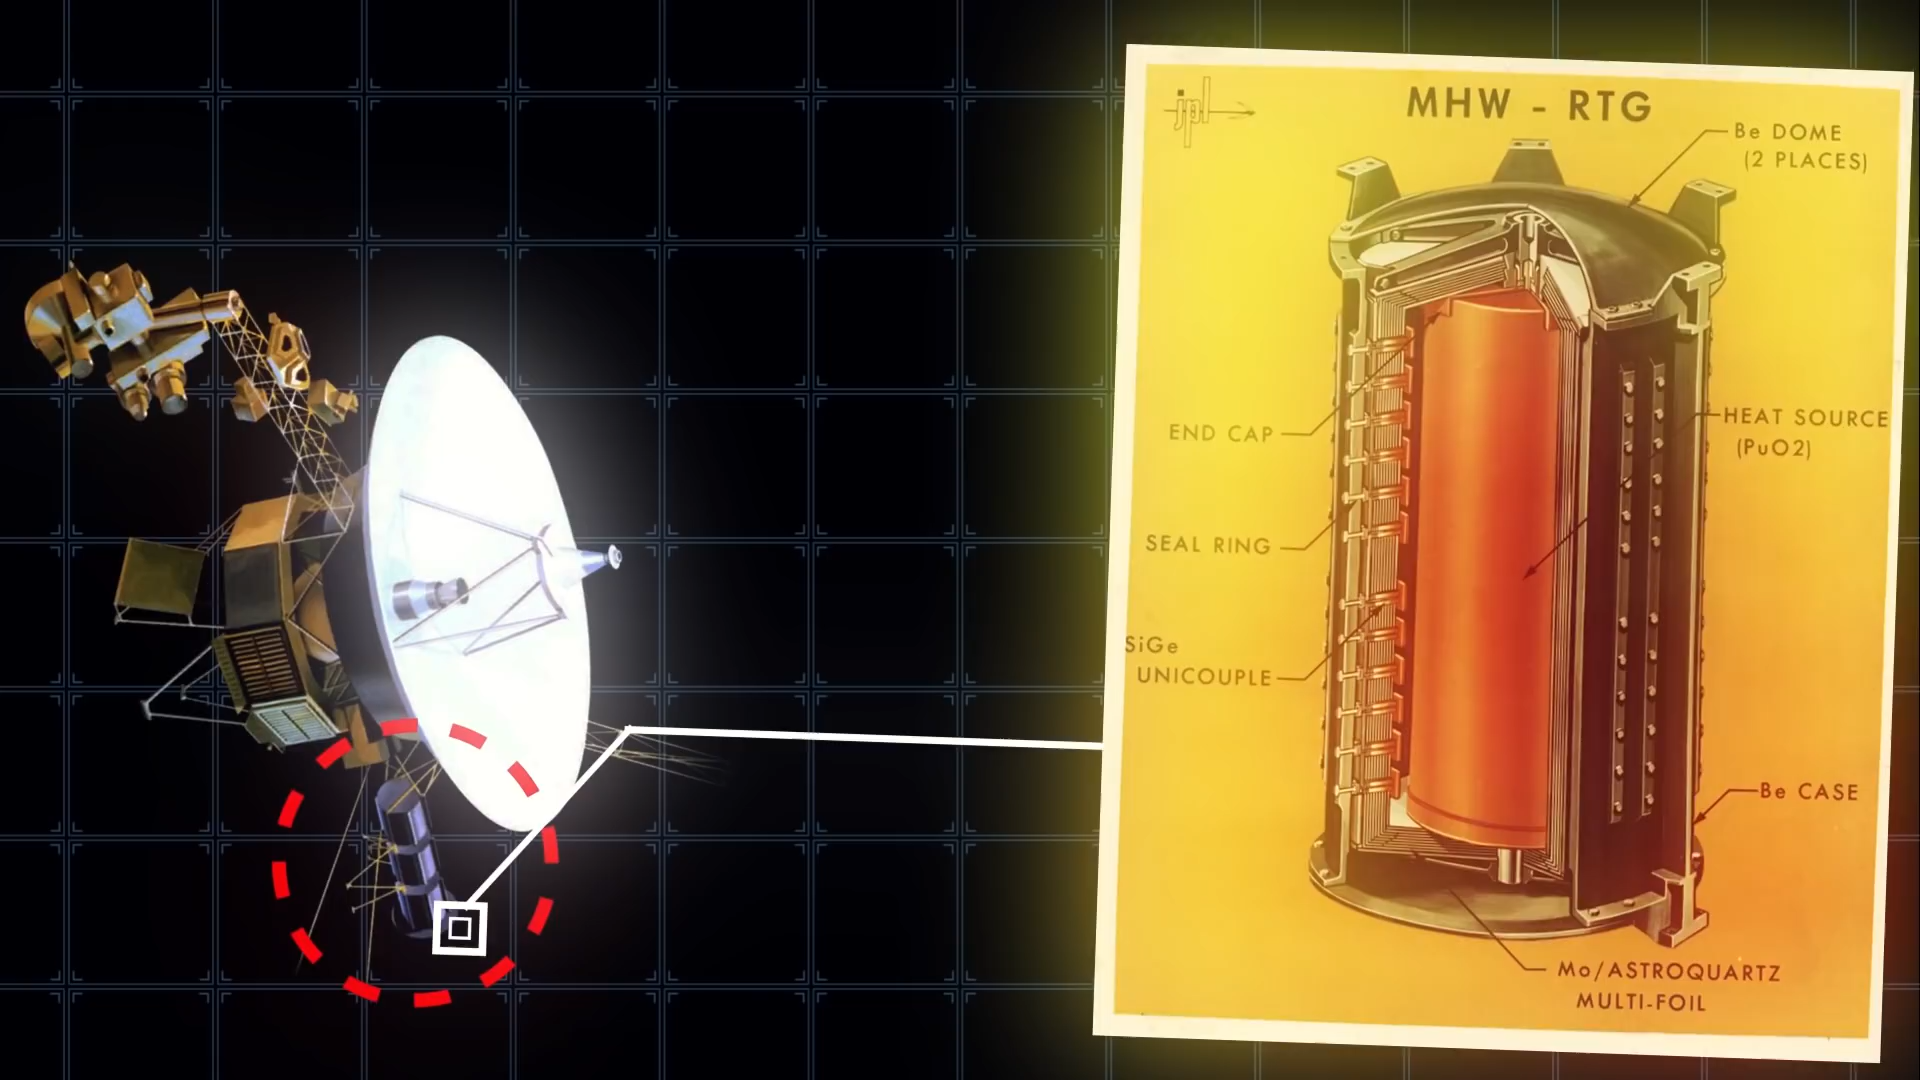 jpl
MHW - RTG
Be DOME
(2 PLACES)
END CAP
HEAT SOURCE
(PuO2)
SEAL RING
SiGe
UNICOUPLE
Be CASE
Mo/ASTROQUARTZ
MULTI-FOIL